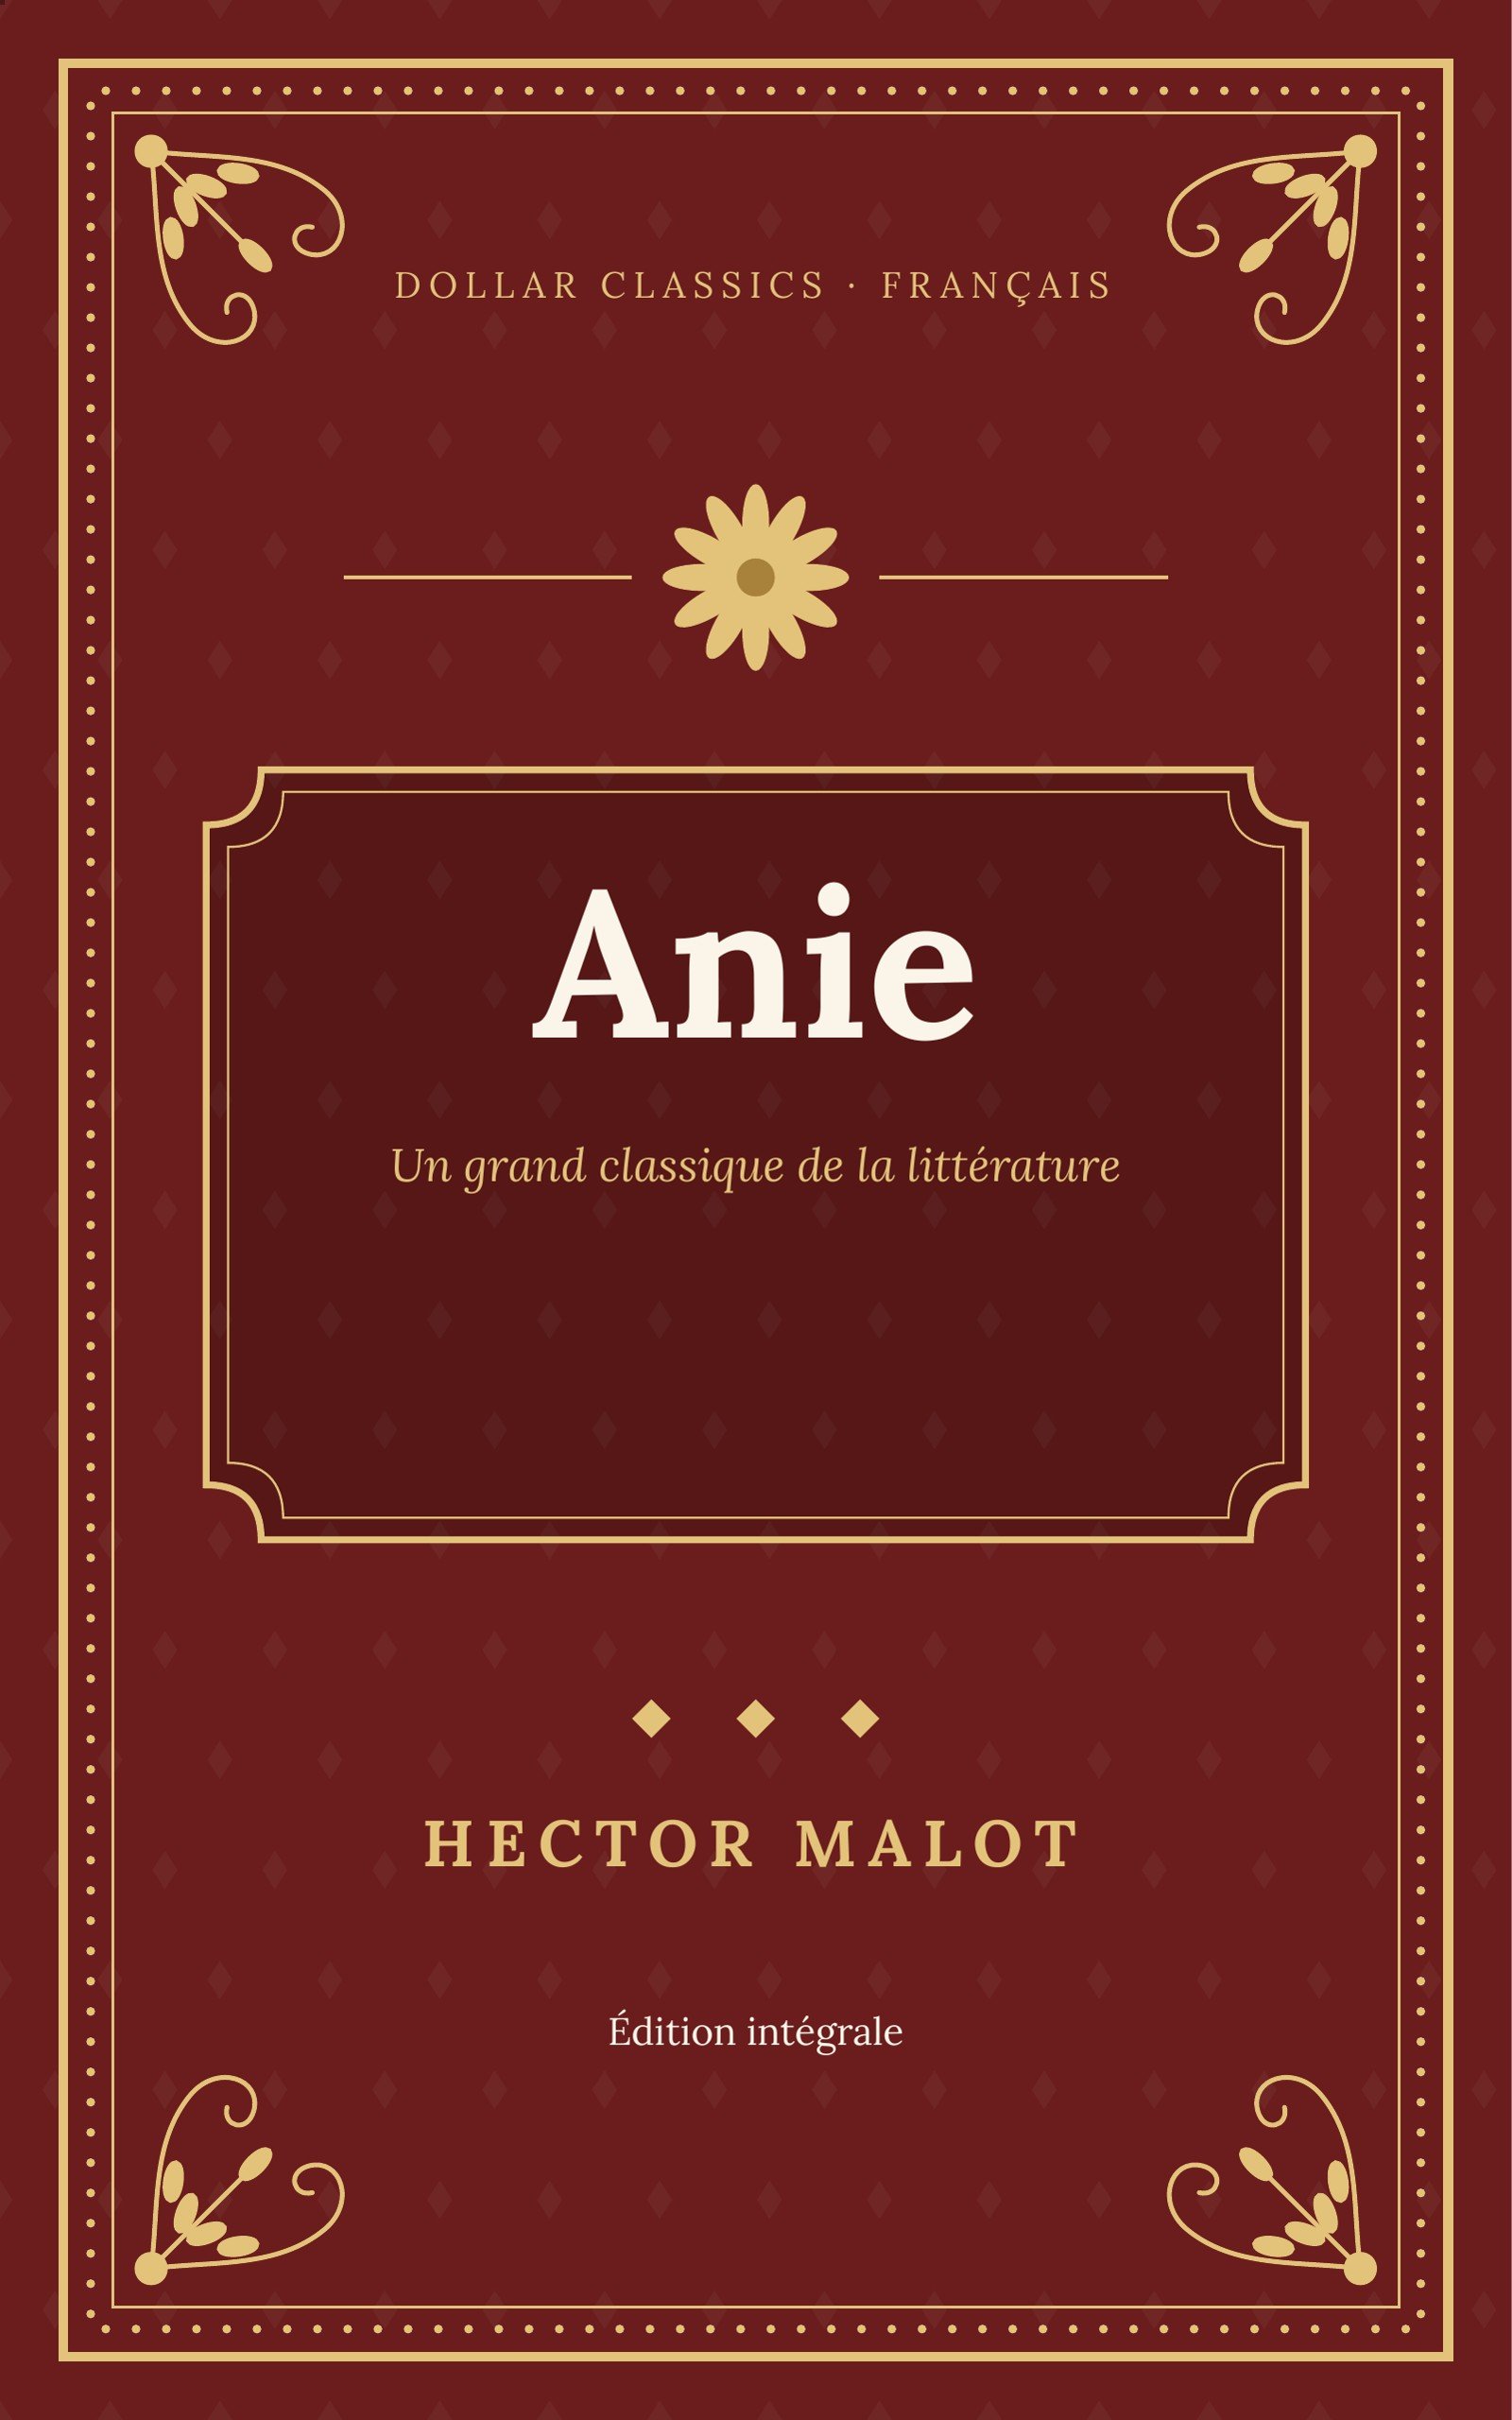 DOLLAR CLASSICS · FRANÇAIS
Anie
Un grand classique de la littérature
HECTOR MALOT
Édition intégrale